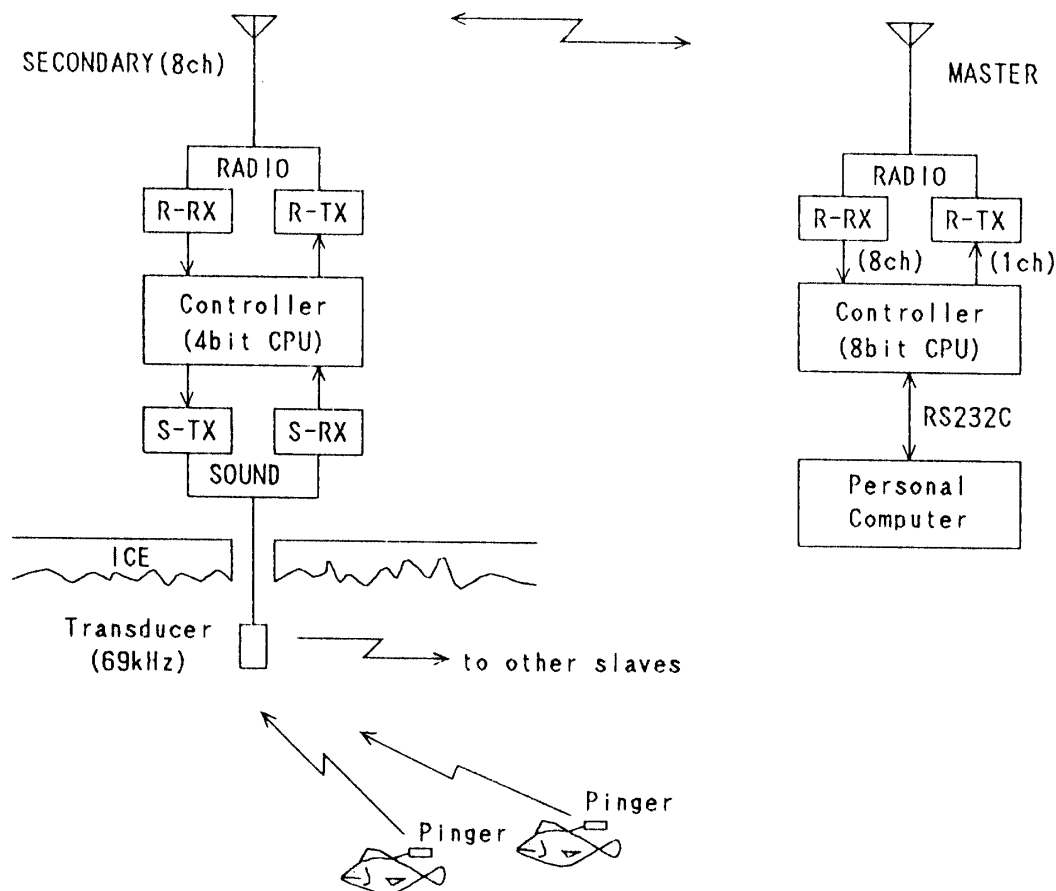 SECONDARY(8ch)
MASTER
RADIO
R-RX
R-TX
Controller
(4bit CPU)
S-TX
S-RX
SOUND
ICE
Transducer
(69kHz)
to other slaves
Pinger
Pinger
RADIO
R-RX
R-TX
(8ch)
(1ch)
Controller
(8bit CPU)
RS232C
Personal
Computer